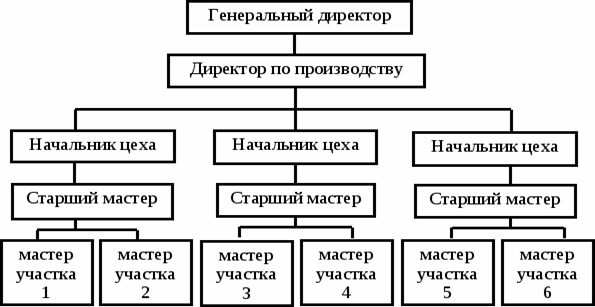 Генеральный директор
Директор по производству
Начальник цеха
Начальник цеха
Начальник цеха
Старший мастер
Старший мастер
Старший мастер
мастер
участка
1
мастер
участка
2
мастер
участка
3
мастер
участка
4
мастер
участка
5
мастер
участка
6